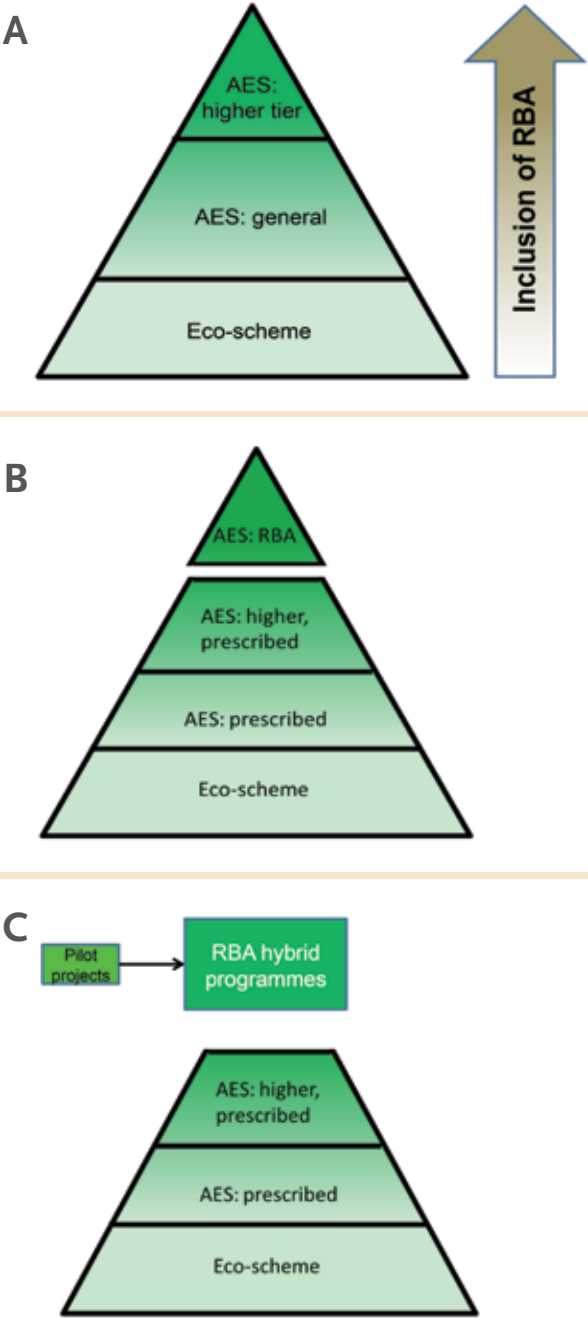 A
AES:
higher tier
AES: general
Eco-scheme
Inclusion of RBA
B
AES: RBA
AES: higher,
prescribed
AES: prescribed
Eco-scheme
C
Pilot
projects
RBA hybrid
programmes
AES: higher,
prescribed
AES: prescribed
Eco-scheme